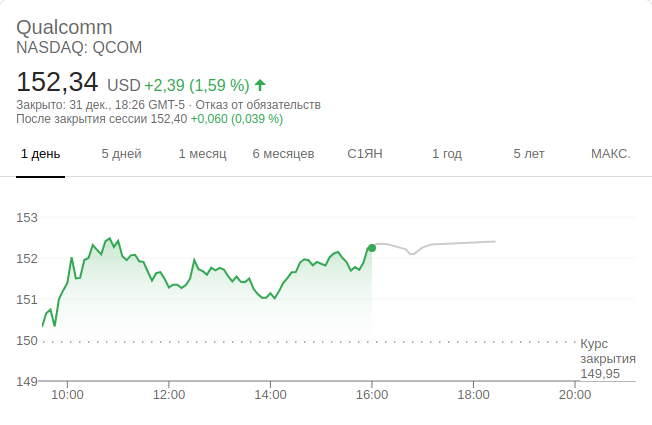 Qualcomm
NASDAQ: QCOM
152,34 USD +2,39 (1,59 %)
Закрыто: 31 дек., 18:26 GMT-5 · Отказ от обязательств
После закрытия сессии 152,40 +0,060 (0,039 %)
1 день 5 дней 1 месяц 6 месяцев С1ЯН 1 год 5 лет МАКС.
153
152
151
150
Курс
закрытия
149,95
149
10:00 12:00 14:00 16:00 18:00 20:00